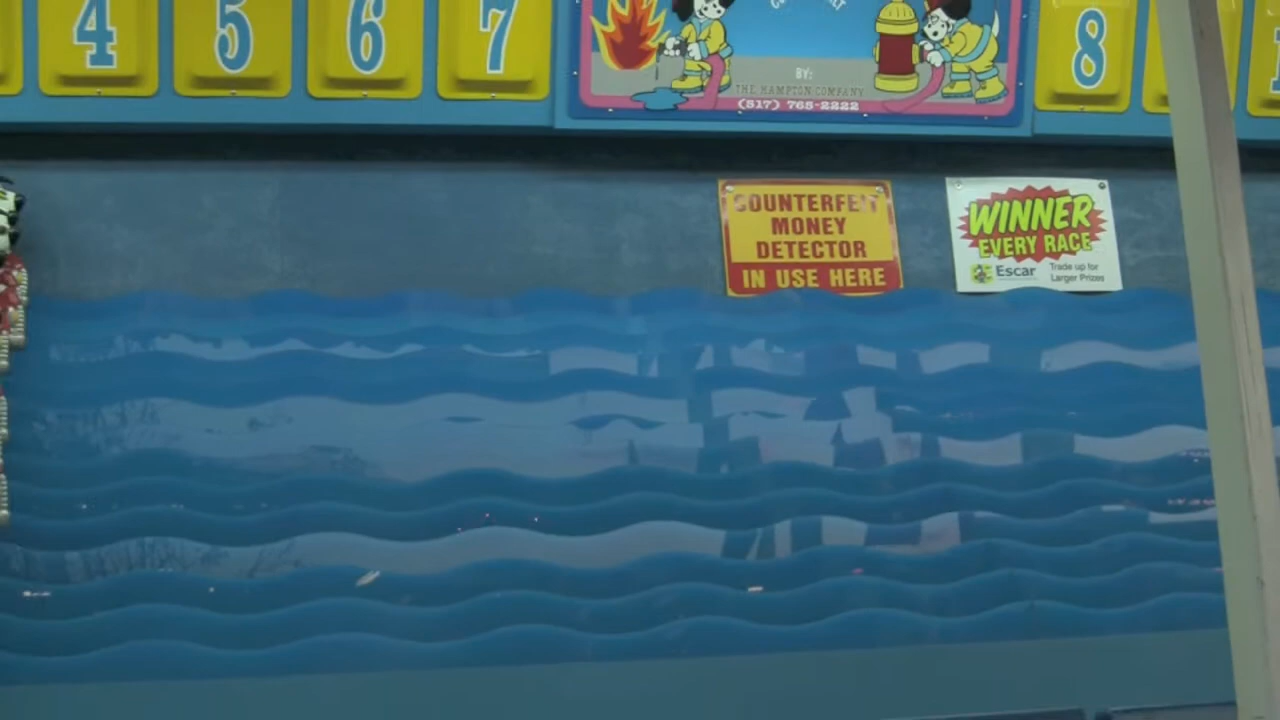 4 5 6 7 8
BY:
THE HAMPTON COMPANY
(517) 765-2222
COUNTERFEIT
MONEY
DETECTOR
IN USE HERE
WINNER
EVERY RACE
Escar
Trade up for
Larger Prizes